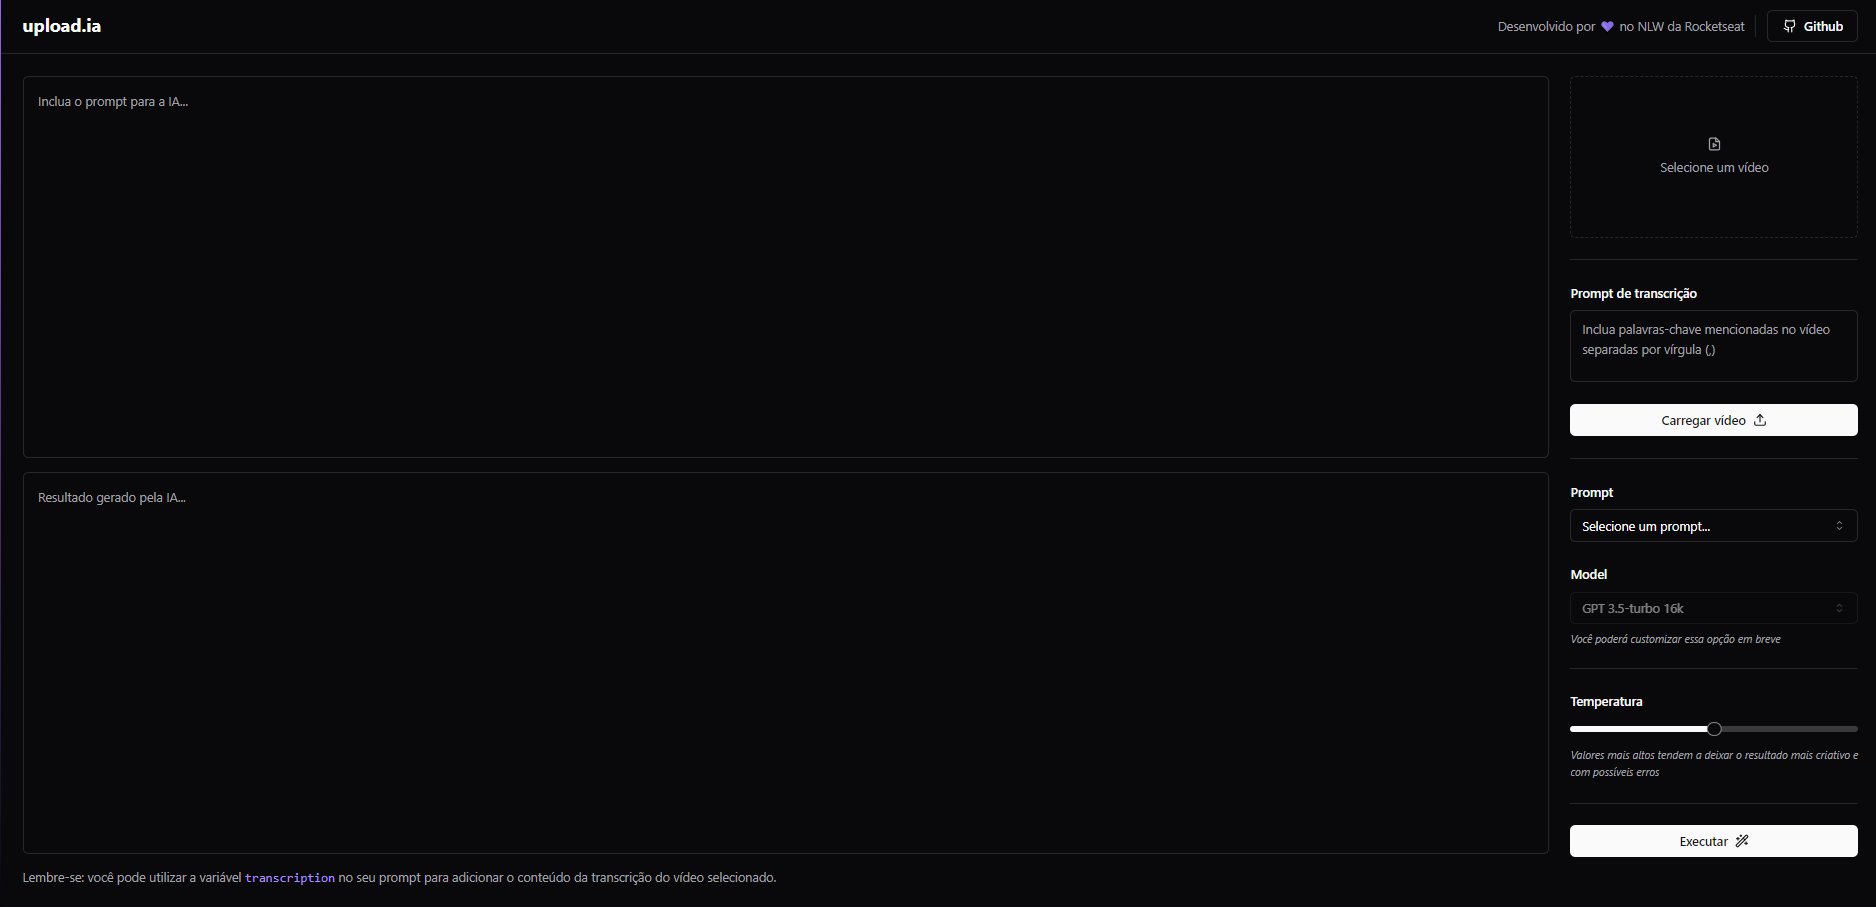 upload.ia
Desenvolvido por 💜 no NLW da Rocketseat
Github
Inclua o prompt para a IA...
Resultado gerado pela IA...
Lembre-se: você pode utilizar a variável transcription no seu prompt para adicionar o conteúdo da transcrição do vídeo selecionado.
Selecione um vídeo
Prompt de transcrição
Inclua palavras-chave mencionadas no vídeo
separadas por vírgula (,)
Carregar vídeo
Prompt
Selecione um prompt...
Model
GPT 3.5-turbo 16k
Você poderá customizar essa opção em breve
Temperatura
Valores mais altos tendem a deixar o resultado mais criativo e
com possíveis erros
Executar